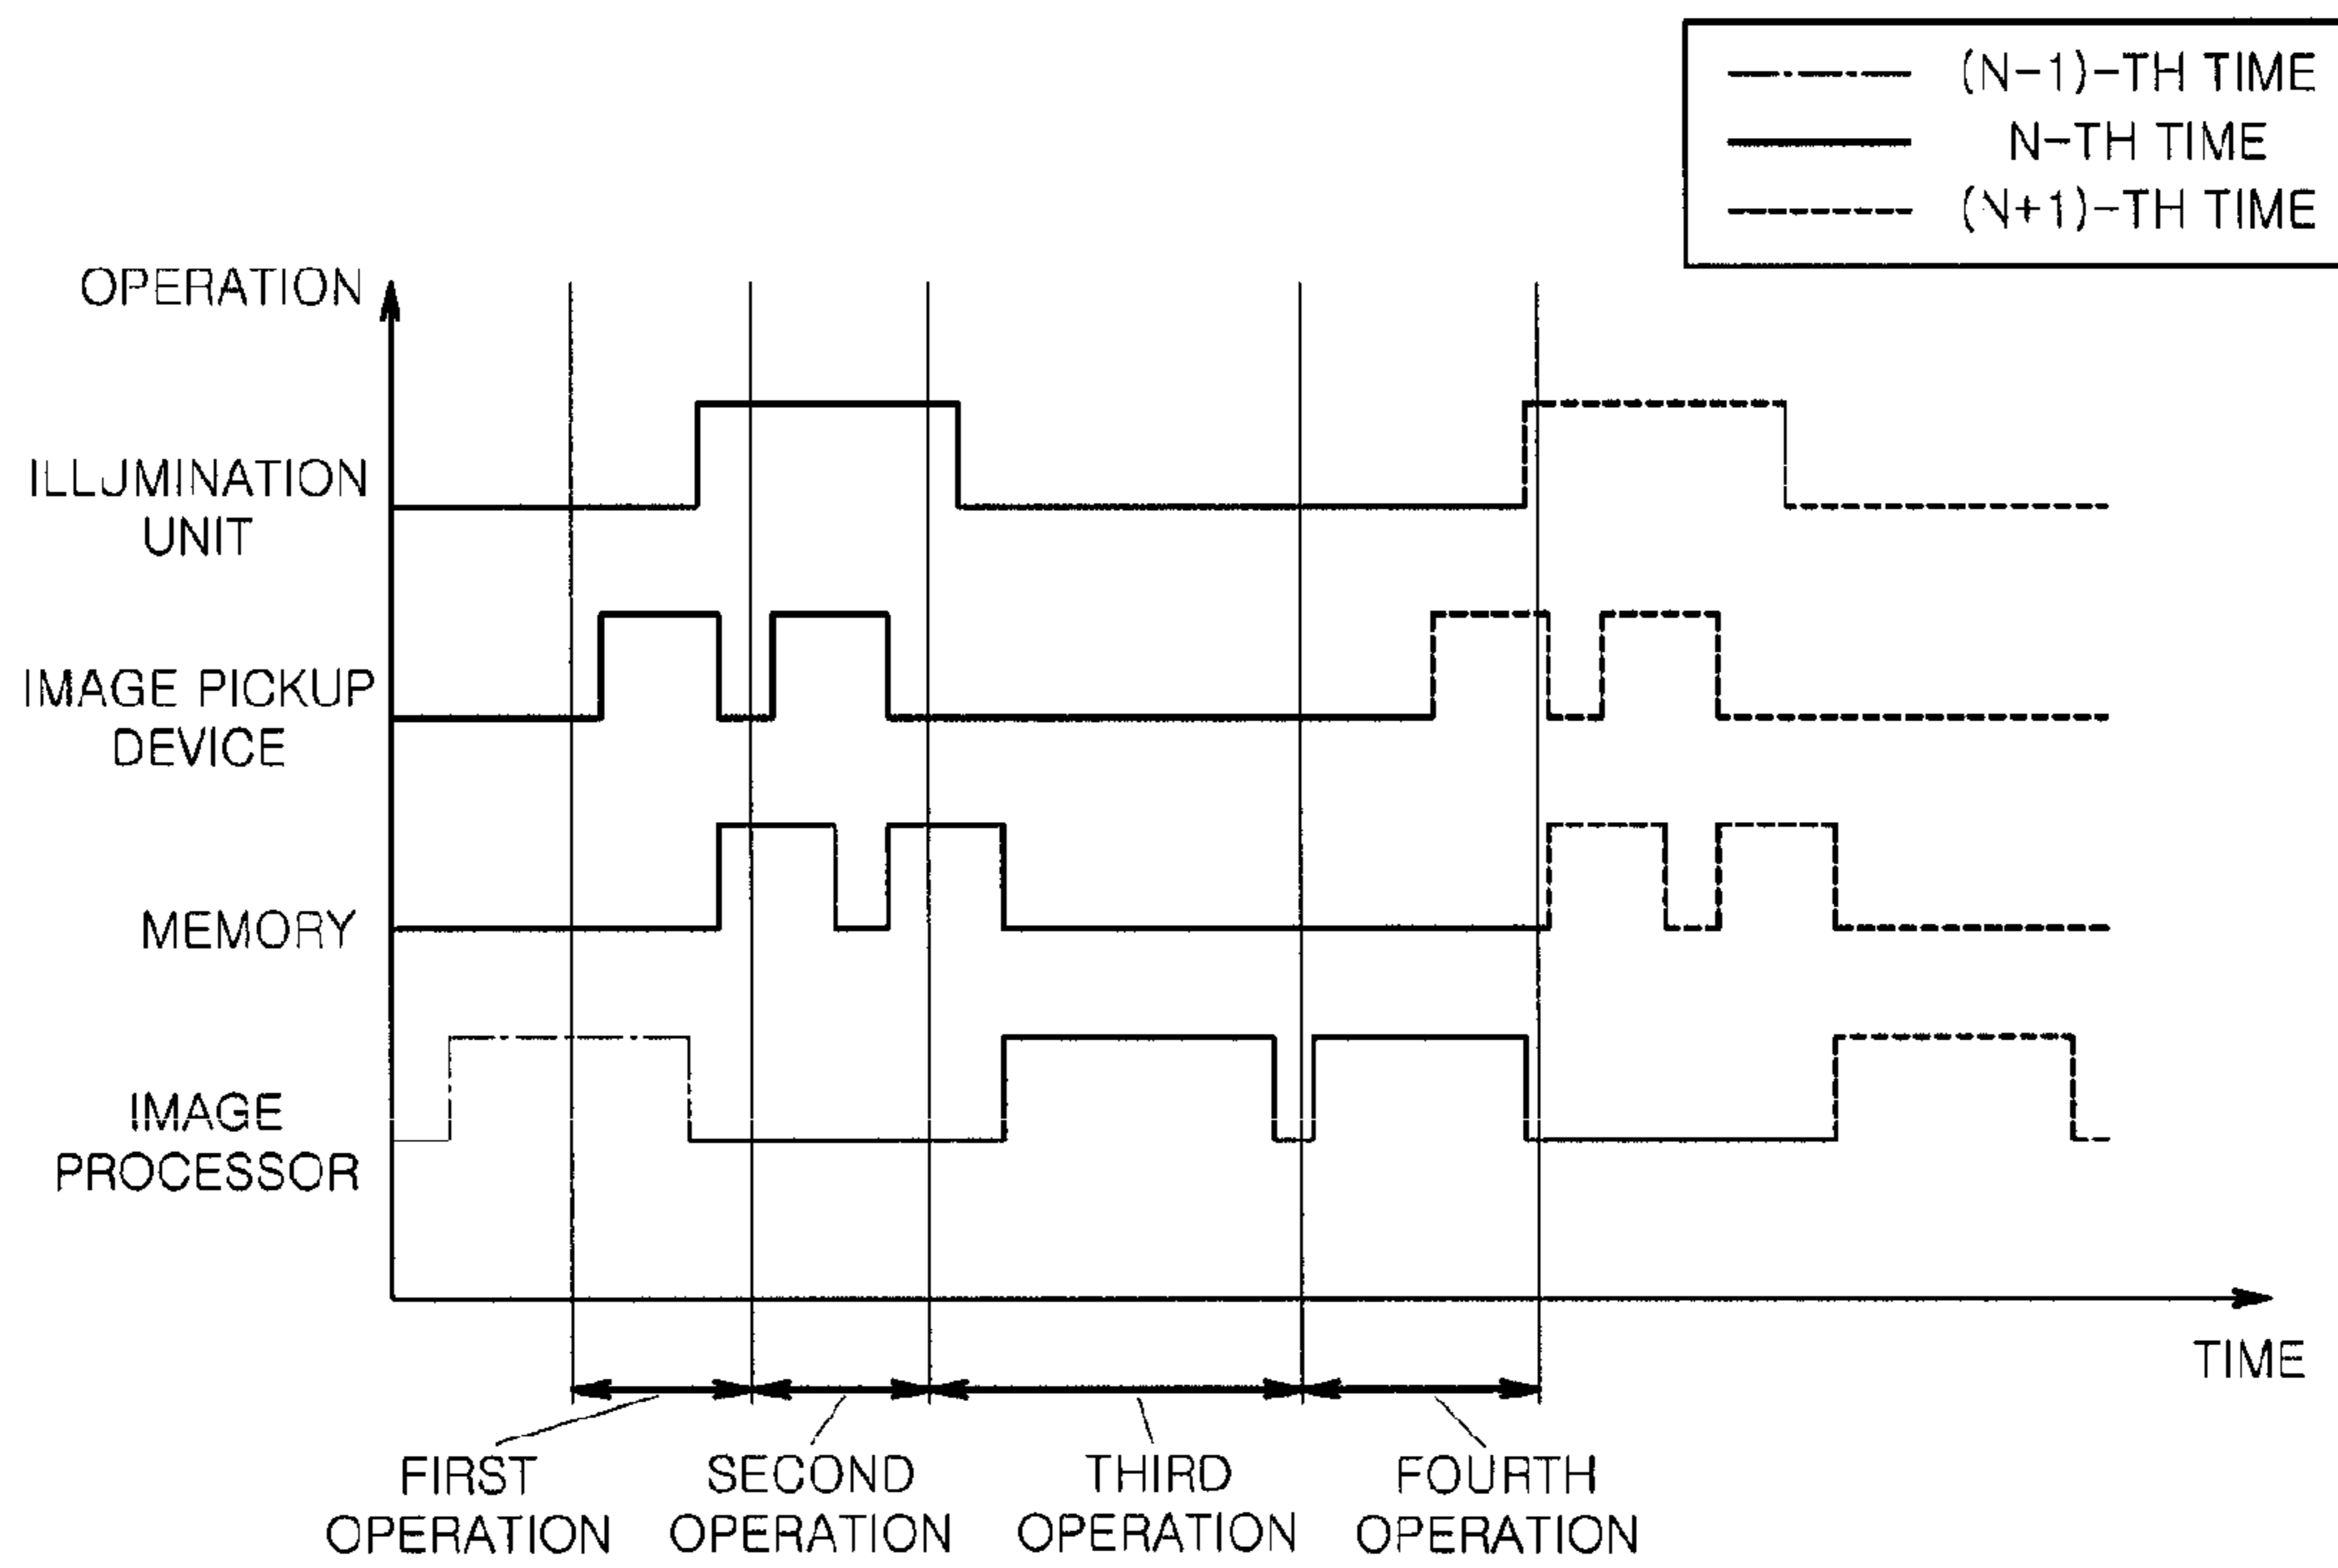 (N-1)-TH TIME
N-TH TIME
(N+1)-TH TIME
OPERATION
ILLUMINATION
UNIT
IMAGE PICKUP
DEVICE
MEMORY
IMAGE
PROCESSOR
TIME
FIRST
OPERATION
SECOND
OPERATION
THIRD
OPERATION
FOURTH
OPERATION